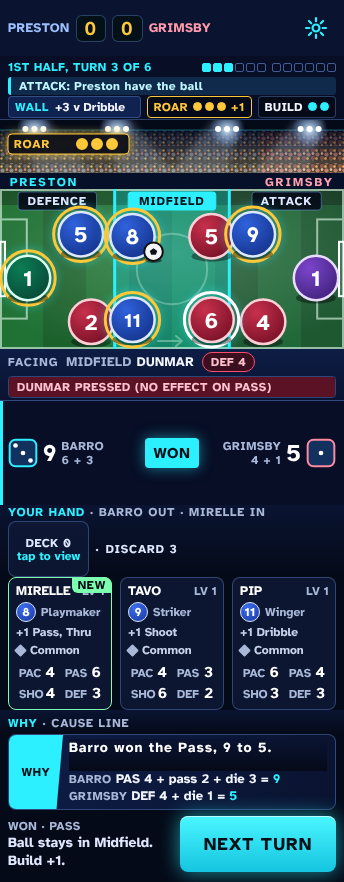 PRESTON 0 0 GRIMSBY
1ST HALF, TURN 3 OF 6
ATTACK: Preston have the ball
WALL +3 v Dribble
ROAR +1
BUILD
ROAR
PRESTON GRIMSBY
DEFENCE MIDFIELD ATTACK
5 8 5 9
1 1
2 11 6 4
FACING MIDFIELD DUNMAR DEF 4
DUNMAR PRESSED (NO EFFECT ON PASS)
9 BARRO 6 + 3
WON
GRIMSBY 4 + 1 5
YOUR HAND · BARRO OUT · MIRELLE IN
DECK 0
tap to view
· DISCARD 3
NEW
MIRELLE
8 Playmaker
+1 Pass, Thru
Common
PAC 4 PAS 6
SHO 4 DEF 3
TAVO LV 1
9 Striker
+1 Shoot
Common
PAC 4 PAS 3
SHO 6 DEF 2
PIP LV 1
11 Winger
+1 Dribble
Common
PAC 6 PAS 4
SHO 3 DEF 3
WHY · CAUSE LINE
WHY
Barro won the Pass, 9 to 5.
BARRO PAS 4 + pass 2 + die 3 = 9
GRIMSBY DEF 4 + die 1 = 5
WON · PASS
Ball stays in Midfield.
Build +1.
NEXT TURN